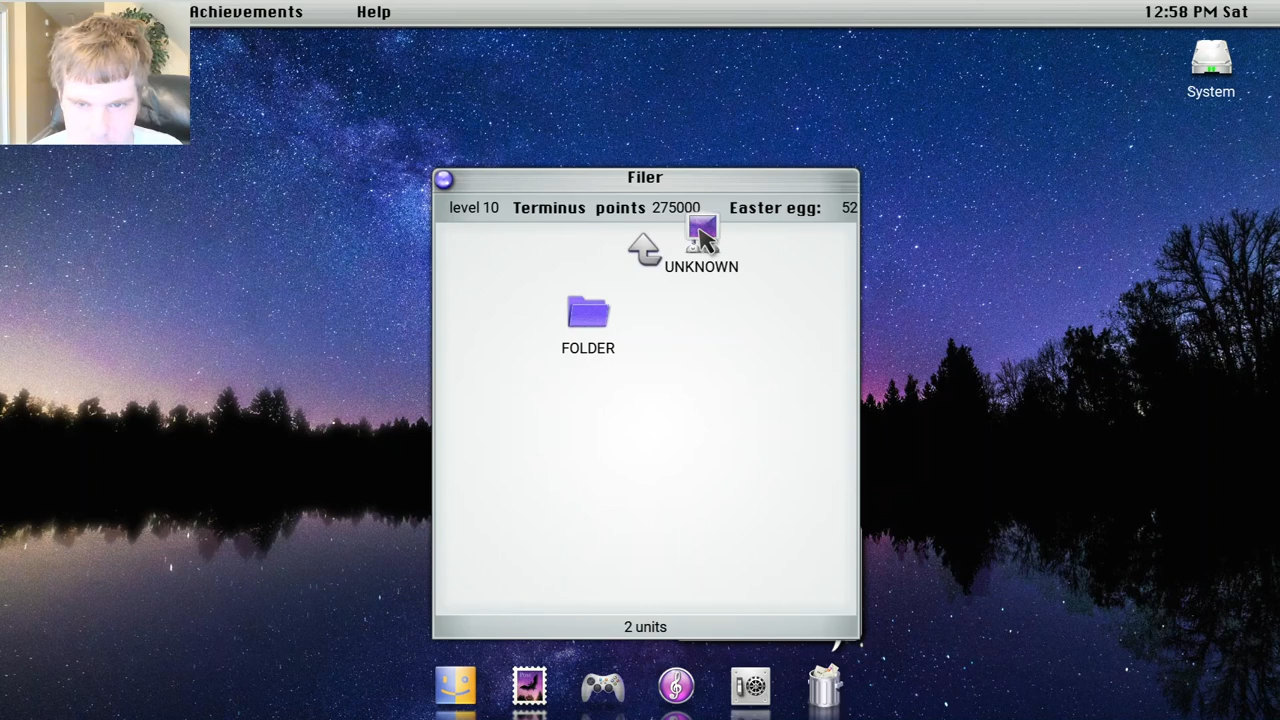 Achievements Help 12:58 PM Sat
System
Filer
level 10 Terminus points 275000 Easter egg: 52
UNKNOWN
FOLDER
2 units